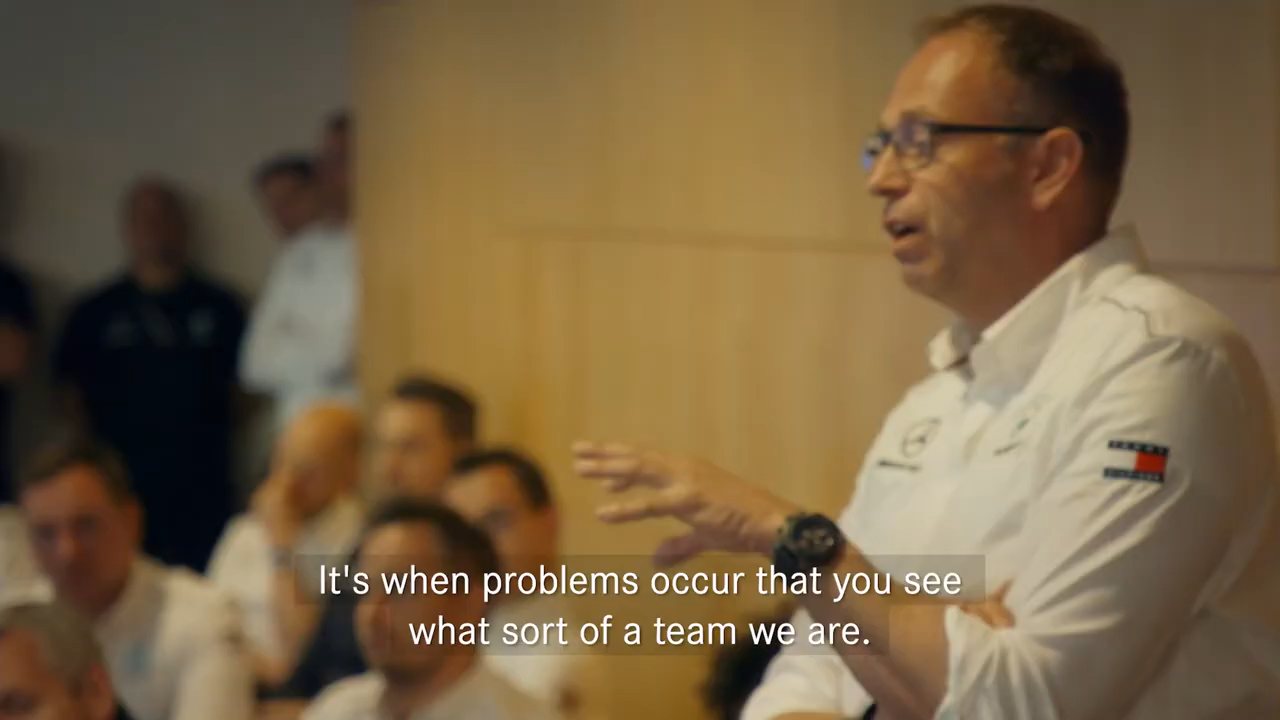 It's when problems occur that you see
what sort of a team we are.